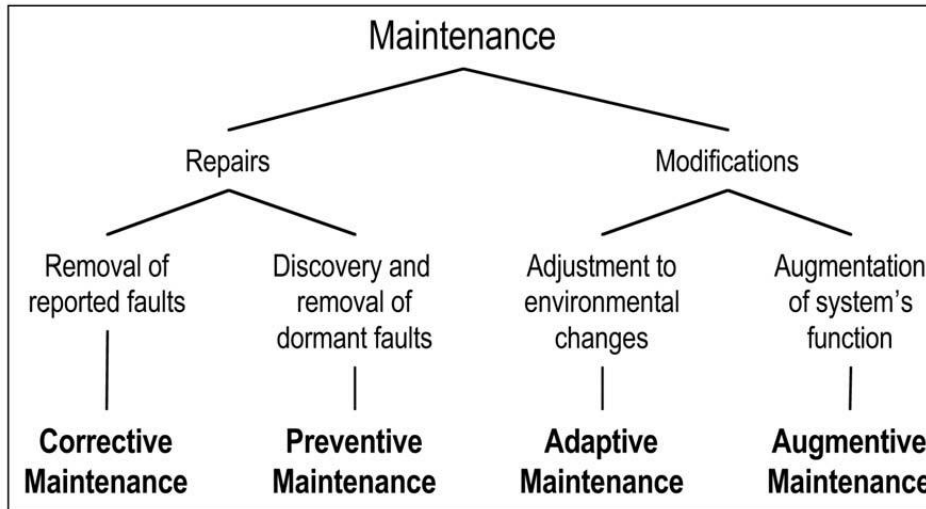 Maintenance
Repairs
Modifications
Removal of
reported faults
Discovery and
removal of
dormant faults
Adjustment to
environmental
changes
Augmentation
of system's
function
Corrective
Maintenance
Preventive
Maintenance
Adaptive
Maintenance
Augmentive
Maintenance